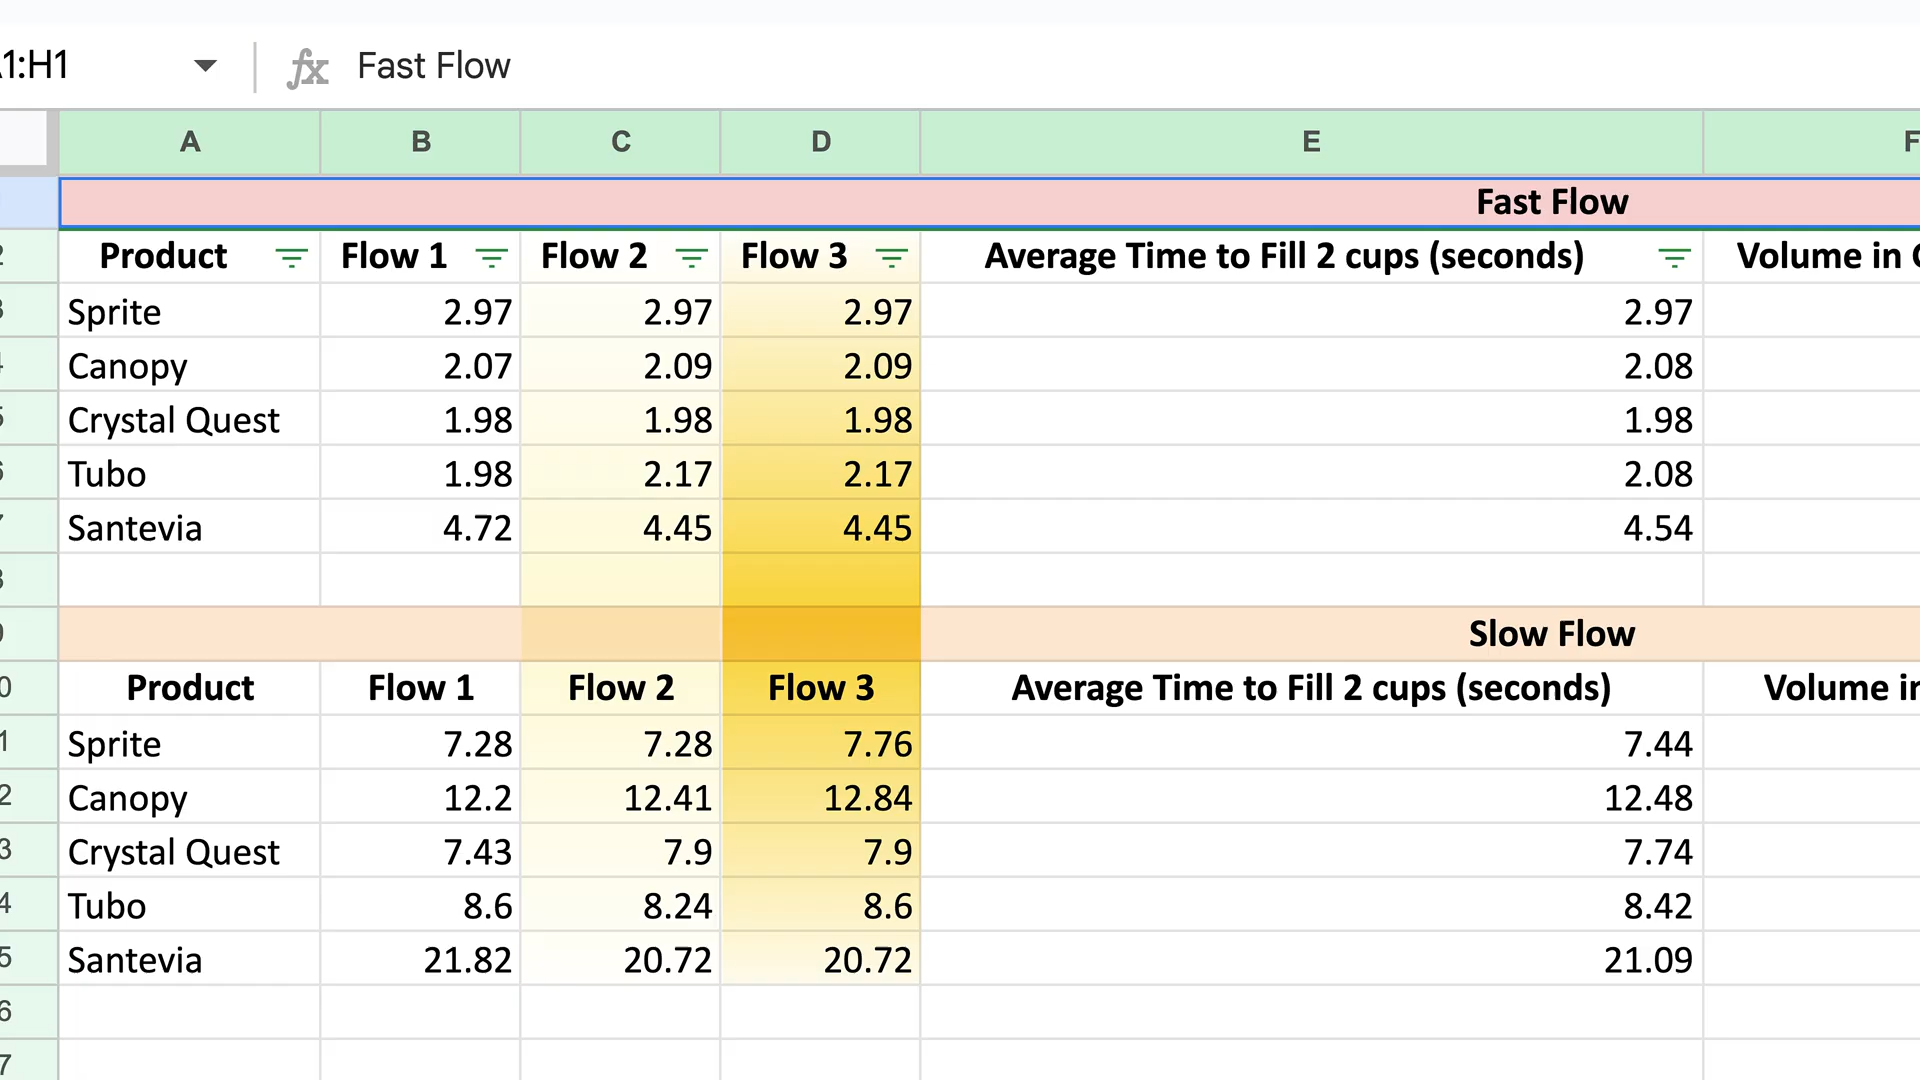 1:H1 fx Fast Flow
A B C D E F
Fast Flow
Product Flow 1 Flow 2 Flow 3 Average Time to Fill 2 cups (seconds) Volume in
Sprite 2.97 2.97 2.97 2.97
Canopy 2.07 2.09 2.09 2.08
Crystal Quest 1.98 1.98 1.98 1.98
Tubo 1.98 2.17 2.17 2.08
Santevia 4.72 4.45 4.45 4.54
Slow Flow
Product Flow 1 Flow 2 Flow 3 Average Time to Fill 2 cups (seconds) Volume in
Sprite 7.28 7.28 7.76 7.44
Canopy 12.2 12.41 12.84 12.48
Crystal Quest 7.43 7.9 7.9 7.74
Tubo 8.6 8.24 8.6 8.42
Santevia 21.82 20.72 20.72 21.09